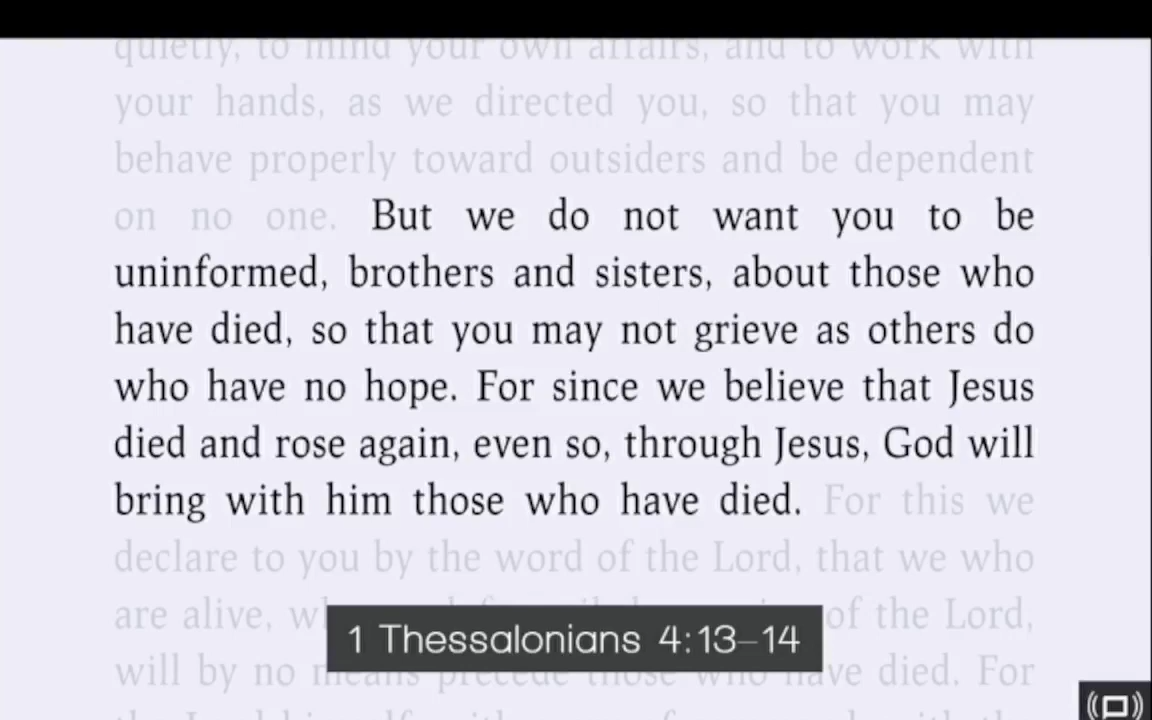 quietly, to mind your own affairs, and to work with
your hands, as we directed you, so that you may
behave properly toward outsiders and be dependent
on no one. But we do not want you to be
uninformed, brothers and sisters, about those who
have died, so that you may not grieve as others do
who have no hope. For since we believe that Jesus
died and rose again, even so, through Jesus, God will
bring with him those who have died. For this we
declare to you by the word of the Lord, that we who
are alive, of the Lord,
1 Thessalonians 4:13–14
will by no means precede those who have died. For